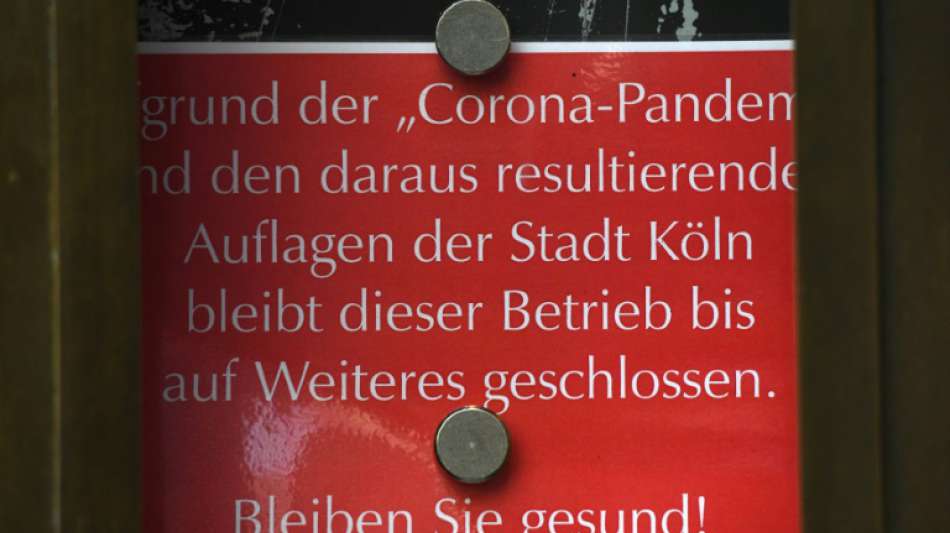 grund der „Corona-Pandem
nd den daraus resultierende
Auflagen der Stadt Köln
bleibt dieser Betrieb bis
auf Weiteres geschlossen.
Bleiben Sie gesund!